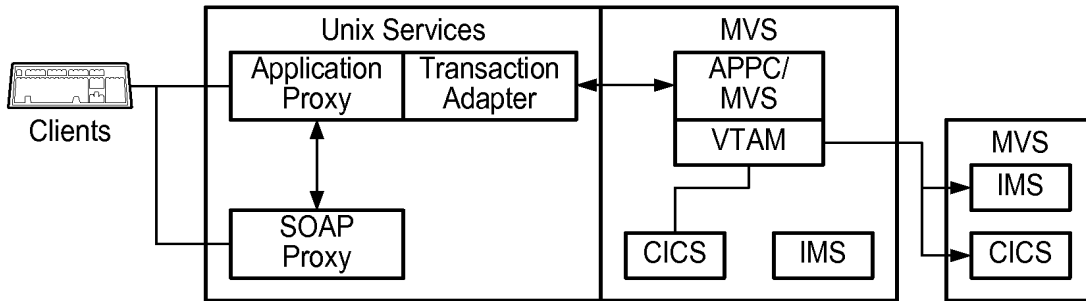 Unix Services
MVS
Application
Proxy
Transaction
Adapter
APPC/
MVS
Clients
VTAM
MVS
IMS
SOAP
Proxy
CICS
IMS
CICS